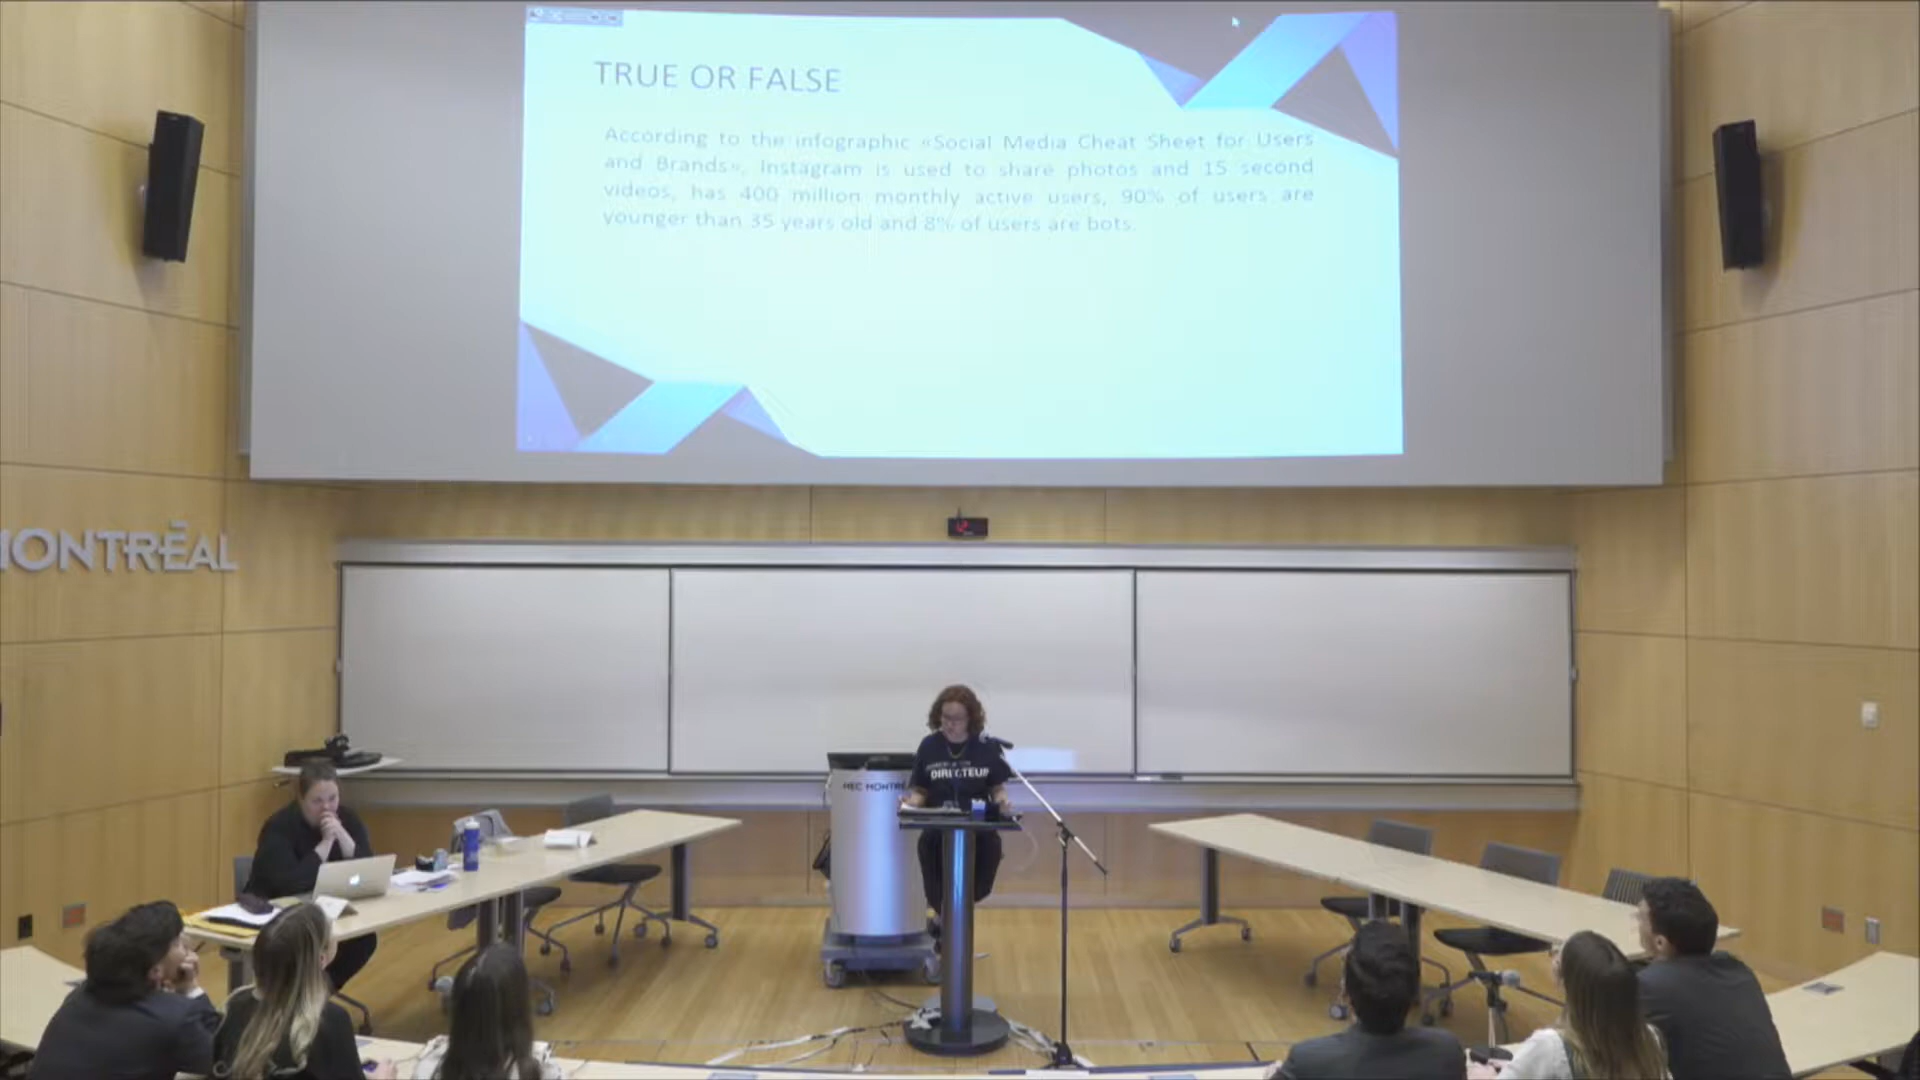 TRUE OR FALSE
According to the infographic «Social Media Cheat Sheet for Users
and Brands», Instagram is used to share photos and 15 second
videos, has 400 million monthly active users, 90% of users are
younger than 35 years old and 8% of users are bots.
MONTRÉAL
HEC MONTRÉ
DIRECTEUR